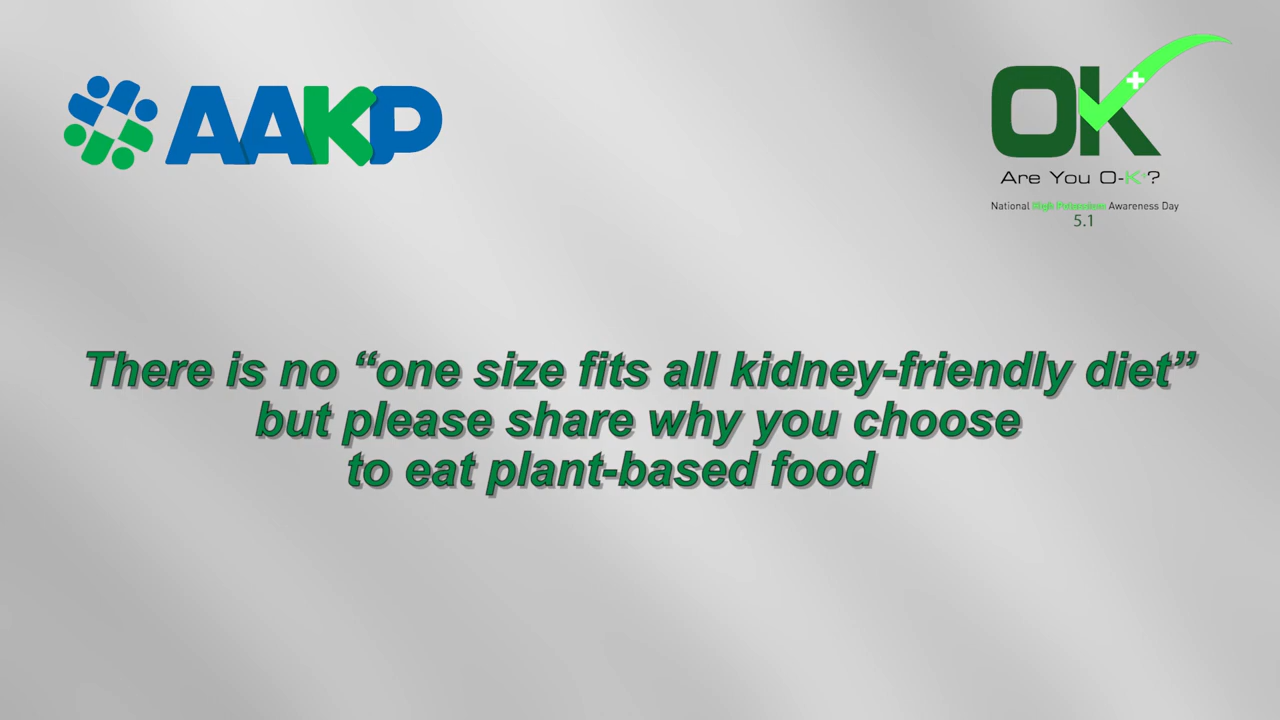 AAKP
OK
Are You O-K+?
National Awareness Day
5.1
There is no “one size fits all kidney-friendly diet”
but please share why you choose
to eat plant-based food